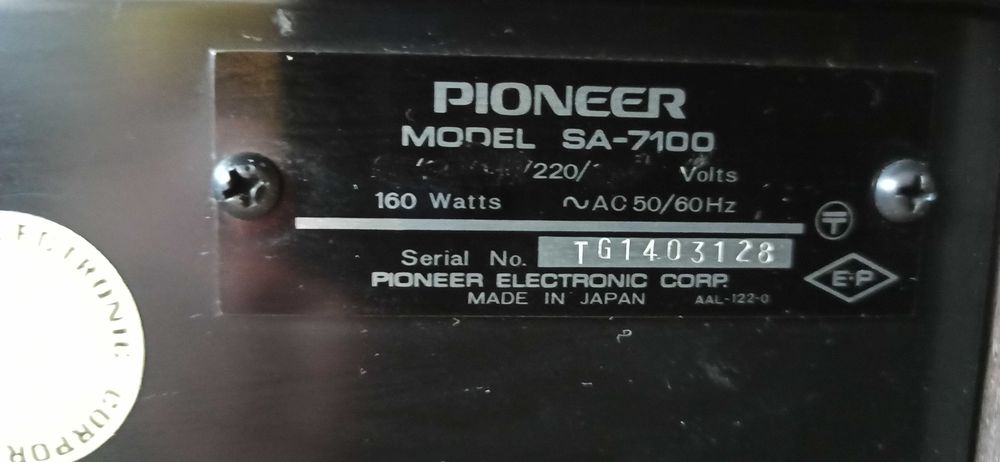 PIONEER
MODEL SA-7100
/220/ Volts
160 Watts ~AC 50/60Hz
Serial No. TG1403128
PIONEER ELECTRONIC CORP.
MADE IN JAPAN AAL-122-0
E·P